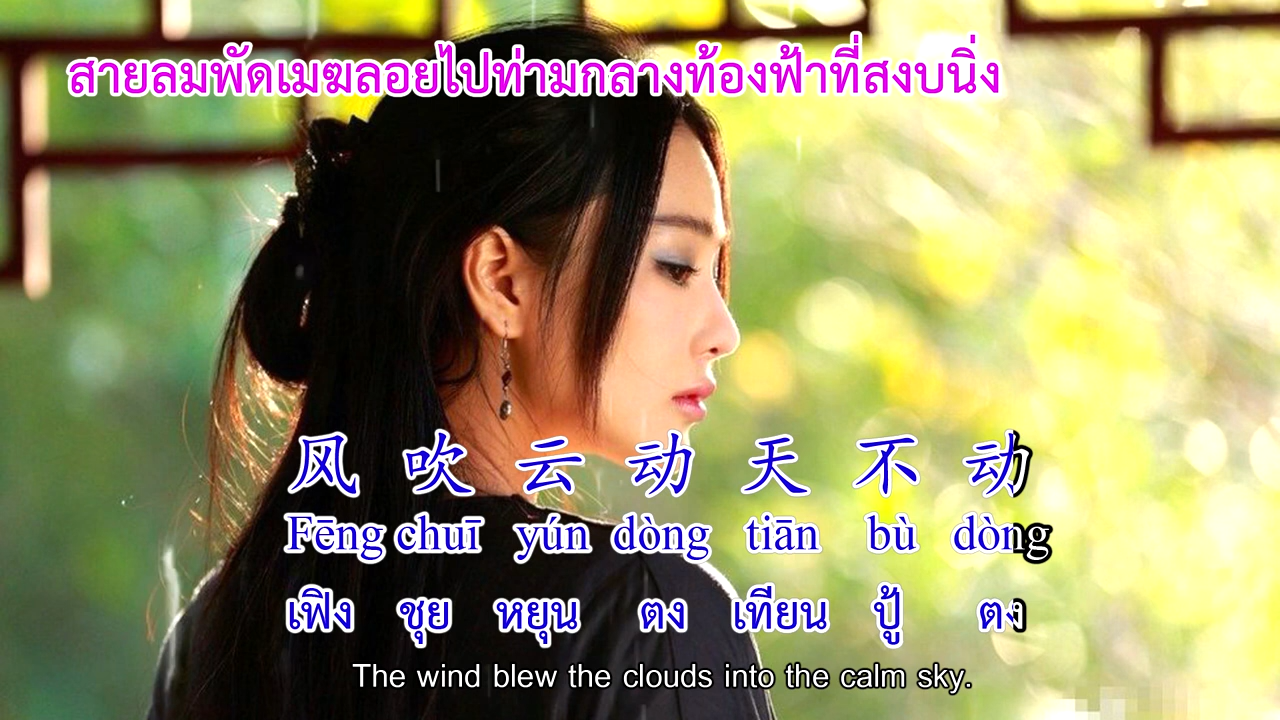 สายลมพัดเมฆลอยไปท่ามกลางท้องฟ้าที่สงบนิ่ง
风 吹 云 动 天 不 动
Fēng chuī yún dòng tiān bù dòng
เฟิง ชุย หยุน ตง เทียน ปู้ ตง
The wind blew the clouds into the calm sky.